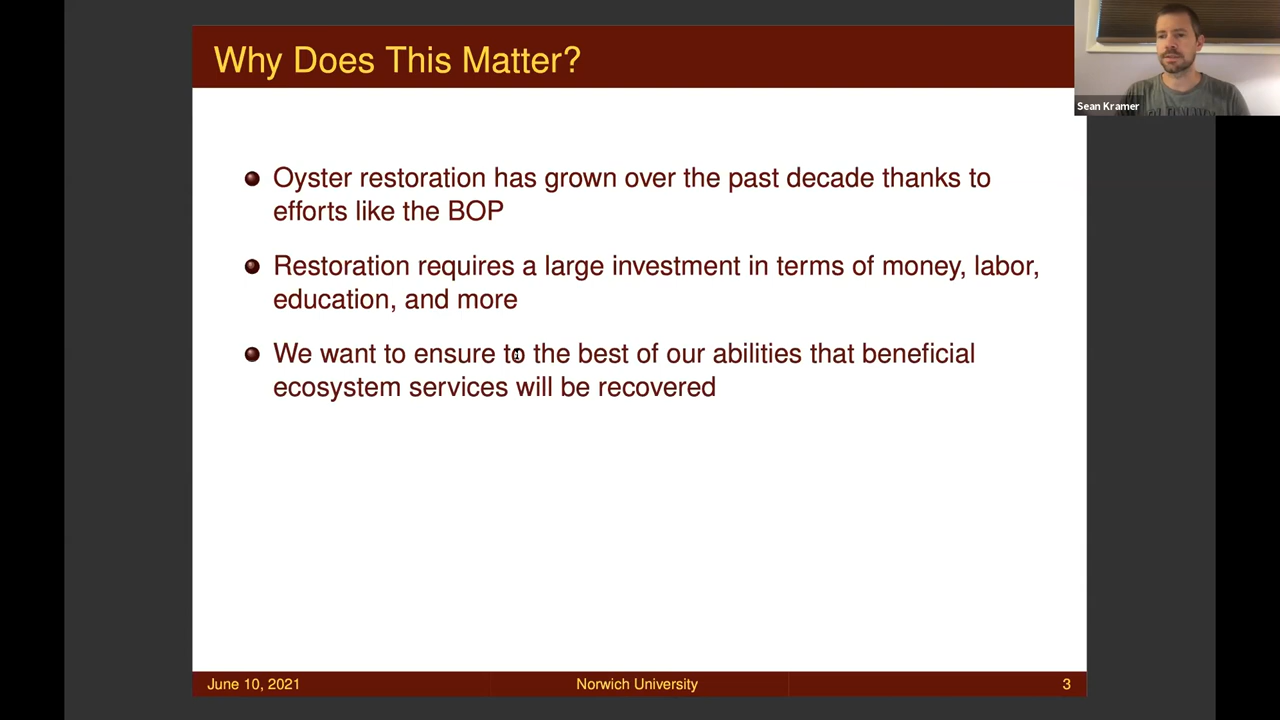 Why Does This Matter?
Sean Kramer
Oyster restoration has grown over the past decade thanks to
efforts like the BOP
Restoration requires a large investment in terms of money, labor,
education, and more
We want to ensure to the best of our abilities that beneficial
ecosystem services will be recovered
June 10, 2021
Norwich University
3